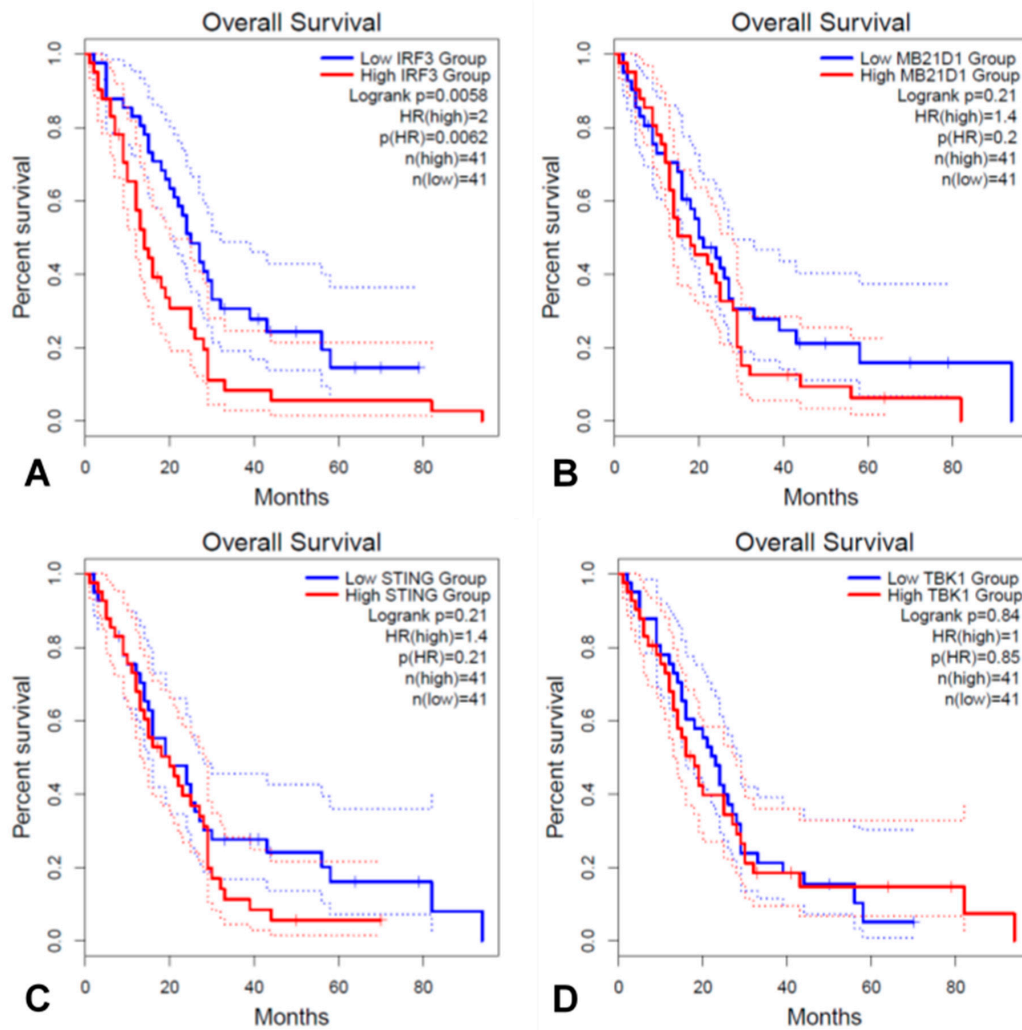 Overall Survival
Low IRF3 Group
High IRF3 Group
Logrank p=0.0058
HR(high)=2
p(HR)=0.0062
n(high)=41
n(low)=41
Percent survival
1.0
0.8
0.6
0.4
0.2
0.0
0 20 40 60 80
Months
A
Overall Survival
Low MB21D1 Group
High MB21D1 Group
Logrank p=0.21
HR(high)=1.4
p(HR)=0.2
n(high)=41
n(low)=41
Percent survival
1.0
0.8
0.6
0.4
0.2
0.0
0 20 40 60 80
Months
B
Overall Survival
Low STING Group
High STING Group
Logrank p=0.21
HR(high)=1.4
p(HR)=0.21
n(high)=41
n(low)=41
Percent survival
1.0
0.8
0.6
0.4
0.2
0.0
0 20 40 60 80
Months
C
Overall Survival
Low TBK1 Group
High TBK1 Group
Logrank p=0.84
HR(high)=1
p(HR)=0.85
n(high)=41
n(low)=41
Percent survival
1.0
0.8
0.6
0.4
0.2
0.0
0 20 40 60 80
Months
D